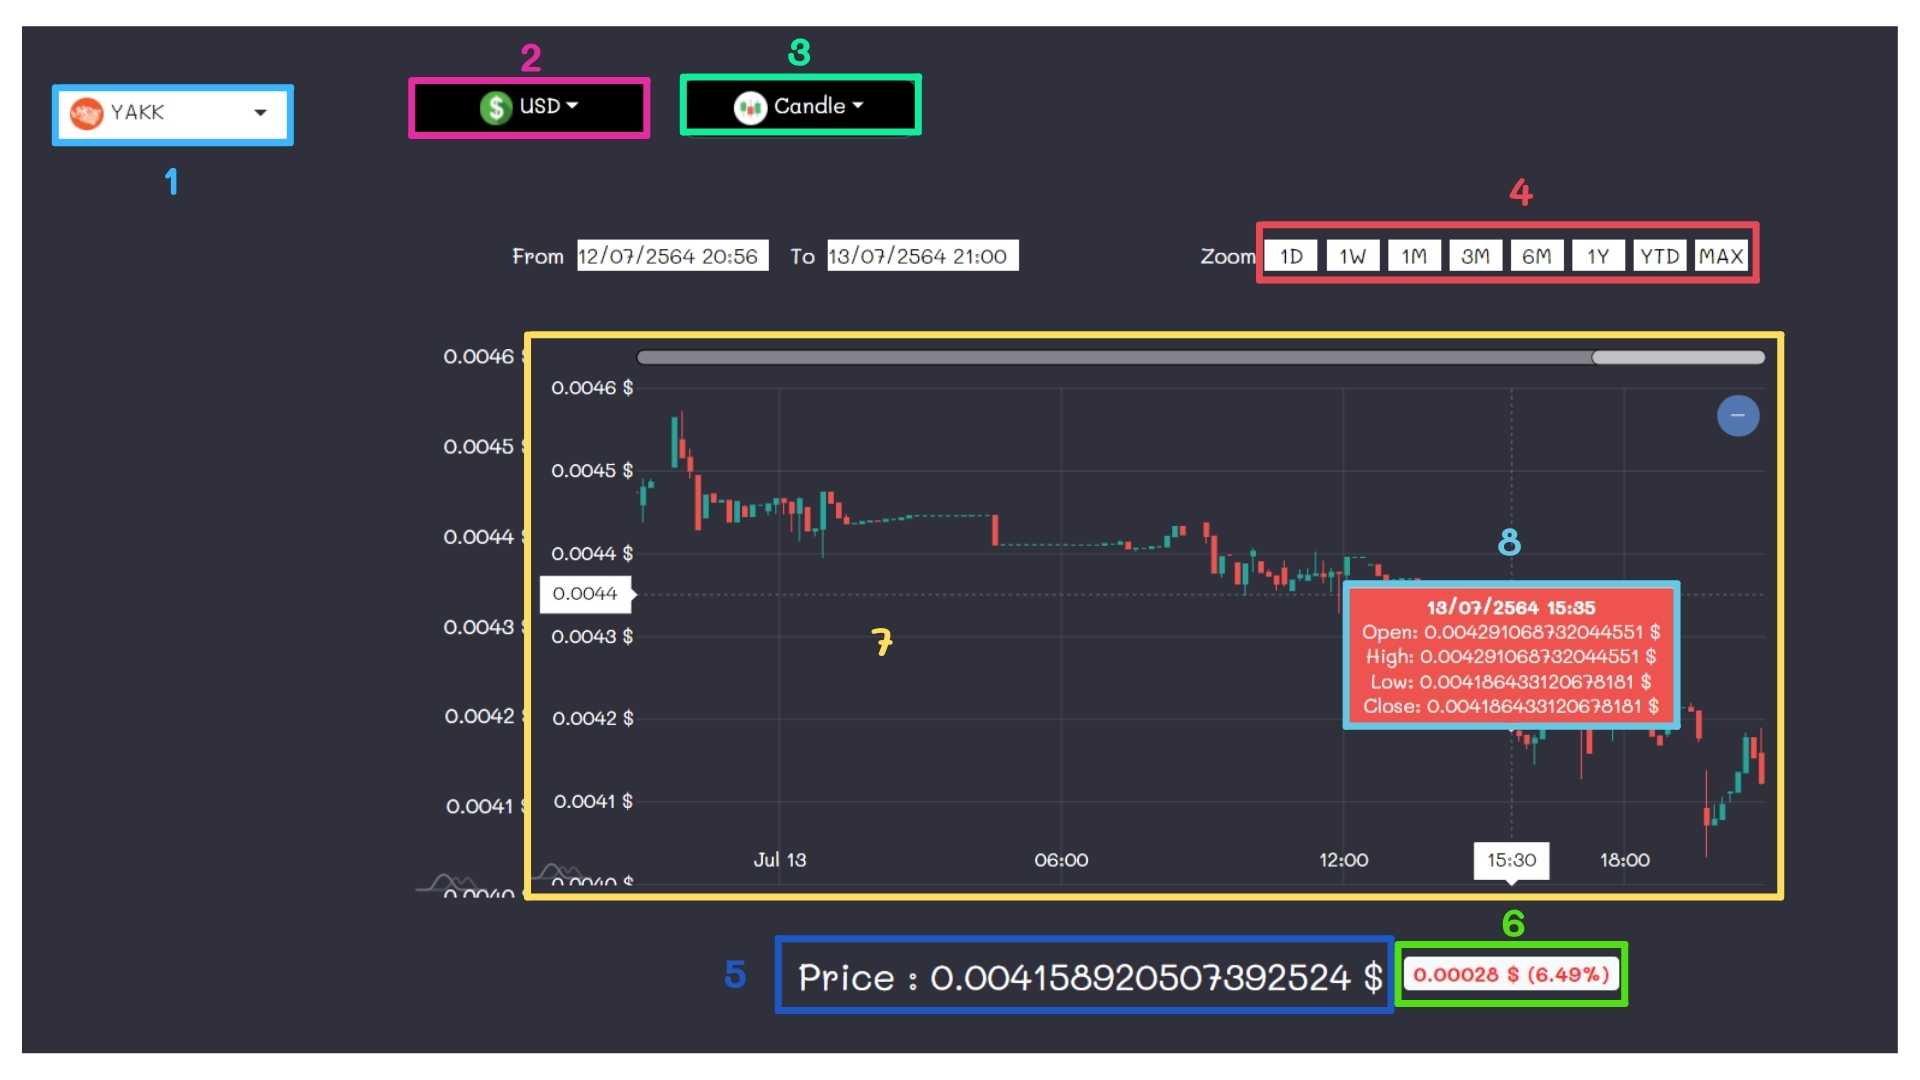 2
3
YAKK
USD
Candle
1
4
From 12/07/2564 20:56 To 13/07/2564 21:00
Zoom 1D 1W 1M 3M 6M 1Y YTD MAX
0.0046
0.0045
0.0044
0.0043
0.0042
0.0041
0.0040
0.0046 $
0.0045 $
0.0044 $
0.0044
0.0043 $
0.0042 $
0.0041 $
0.0040 $
7
8
13/07/2564 15:35
Open: 0.004291068732044551 $
High: 0.004291068732044551 $
Low: 0.004186433120678181 $
Close: 0.004186433120678181 $
Jul 13
06:00
12:00
15:30
18:00
5
Price : 0.004158920507392524 $
6
0.00028 $ (6.49%)